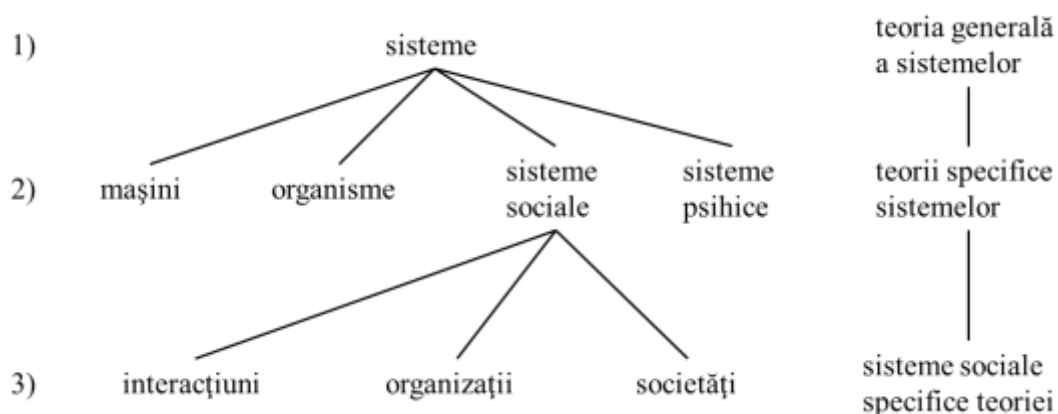 1)
sisteme
teoria generală
a sistemelor
2)
maşini
organisme
sisteme
sociale
sisteme
psihice
teorii specifice
sistemelor
3)
interacţiuni
organizaţii
societăţi
sisteme sociale
specifice teoriei